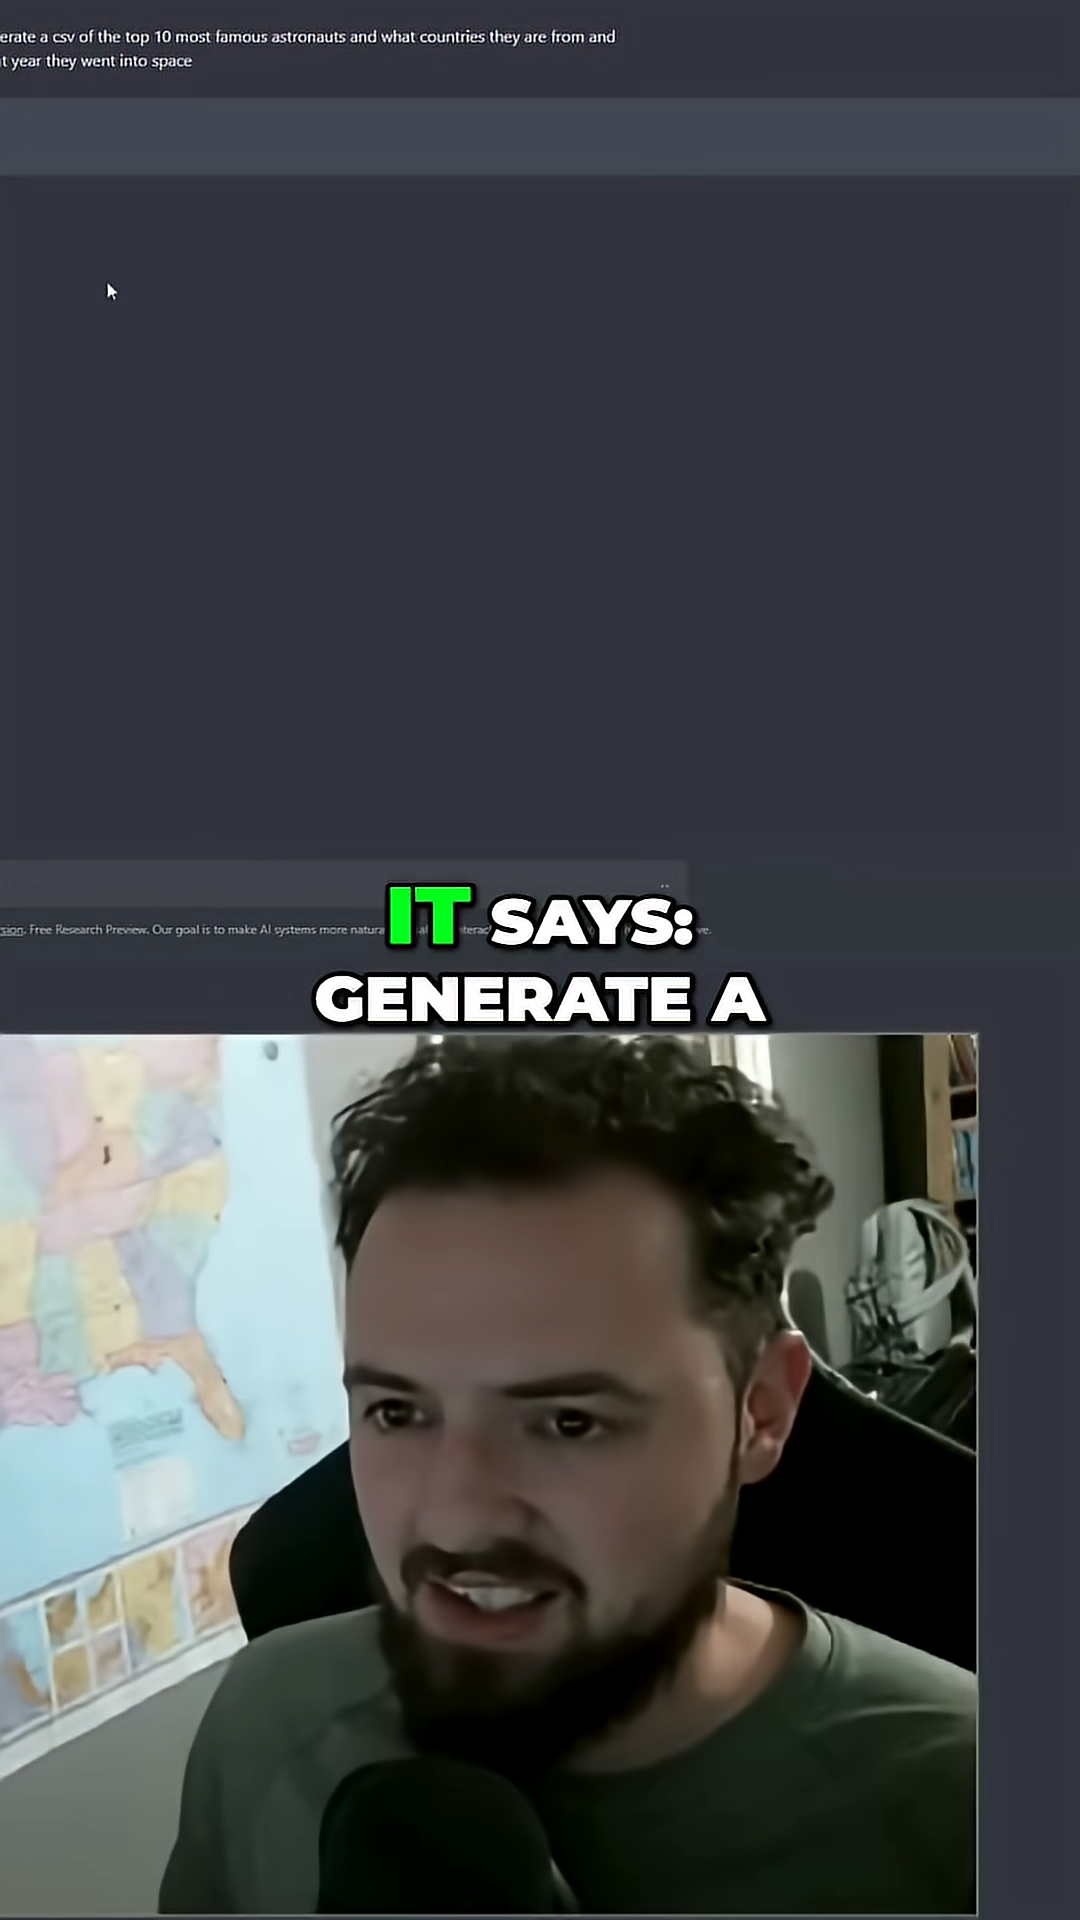 erate a csv of the top 10 most famous astronauts and what countries they are from and
t year they went into space
sion. Free Research Preview. Our goal is to make AI systems more natura
IT SAYS:
GENERATE A